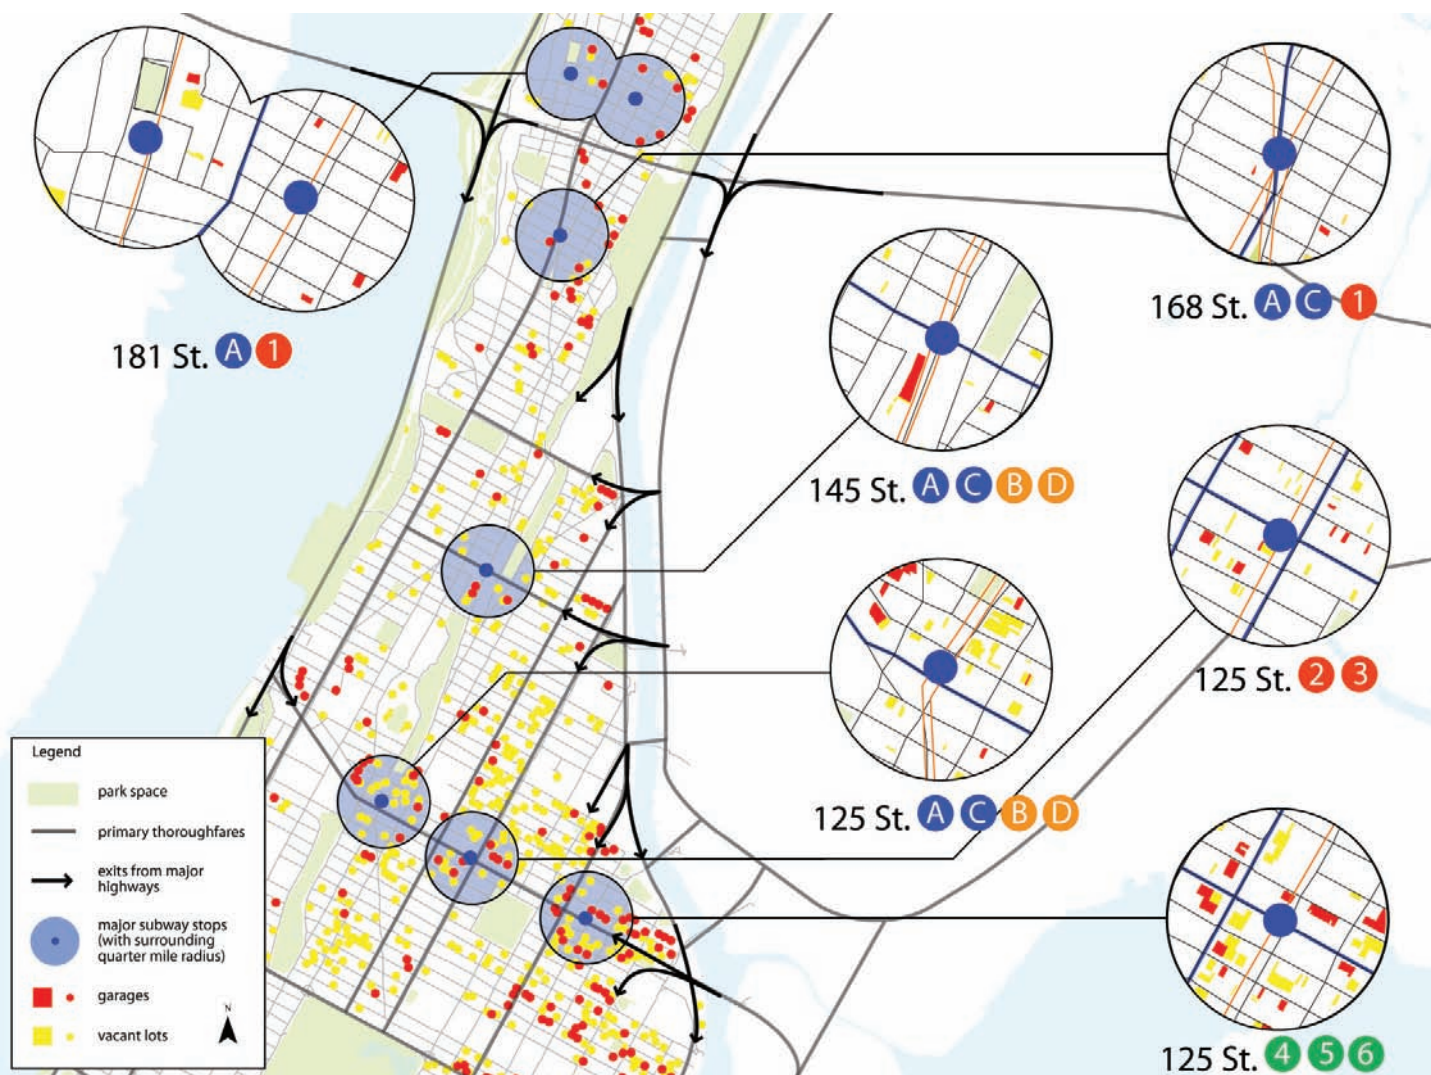 181 St. A 1
168 St. A C 1
145 St. A C B D
125 St. 2 3
125 St. A C B D
125 St. 4 5 6
Legend
park space
primary thoroughfares
exits from major
highways
major subway stops
(with surrounding
quarter mile radius)
garages
vacant lots
N